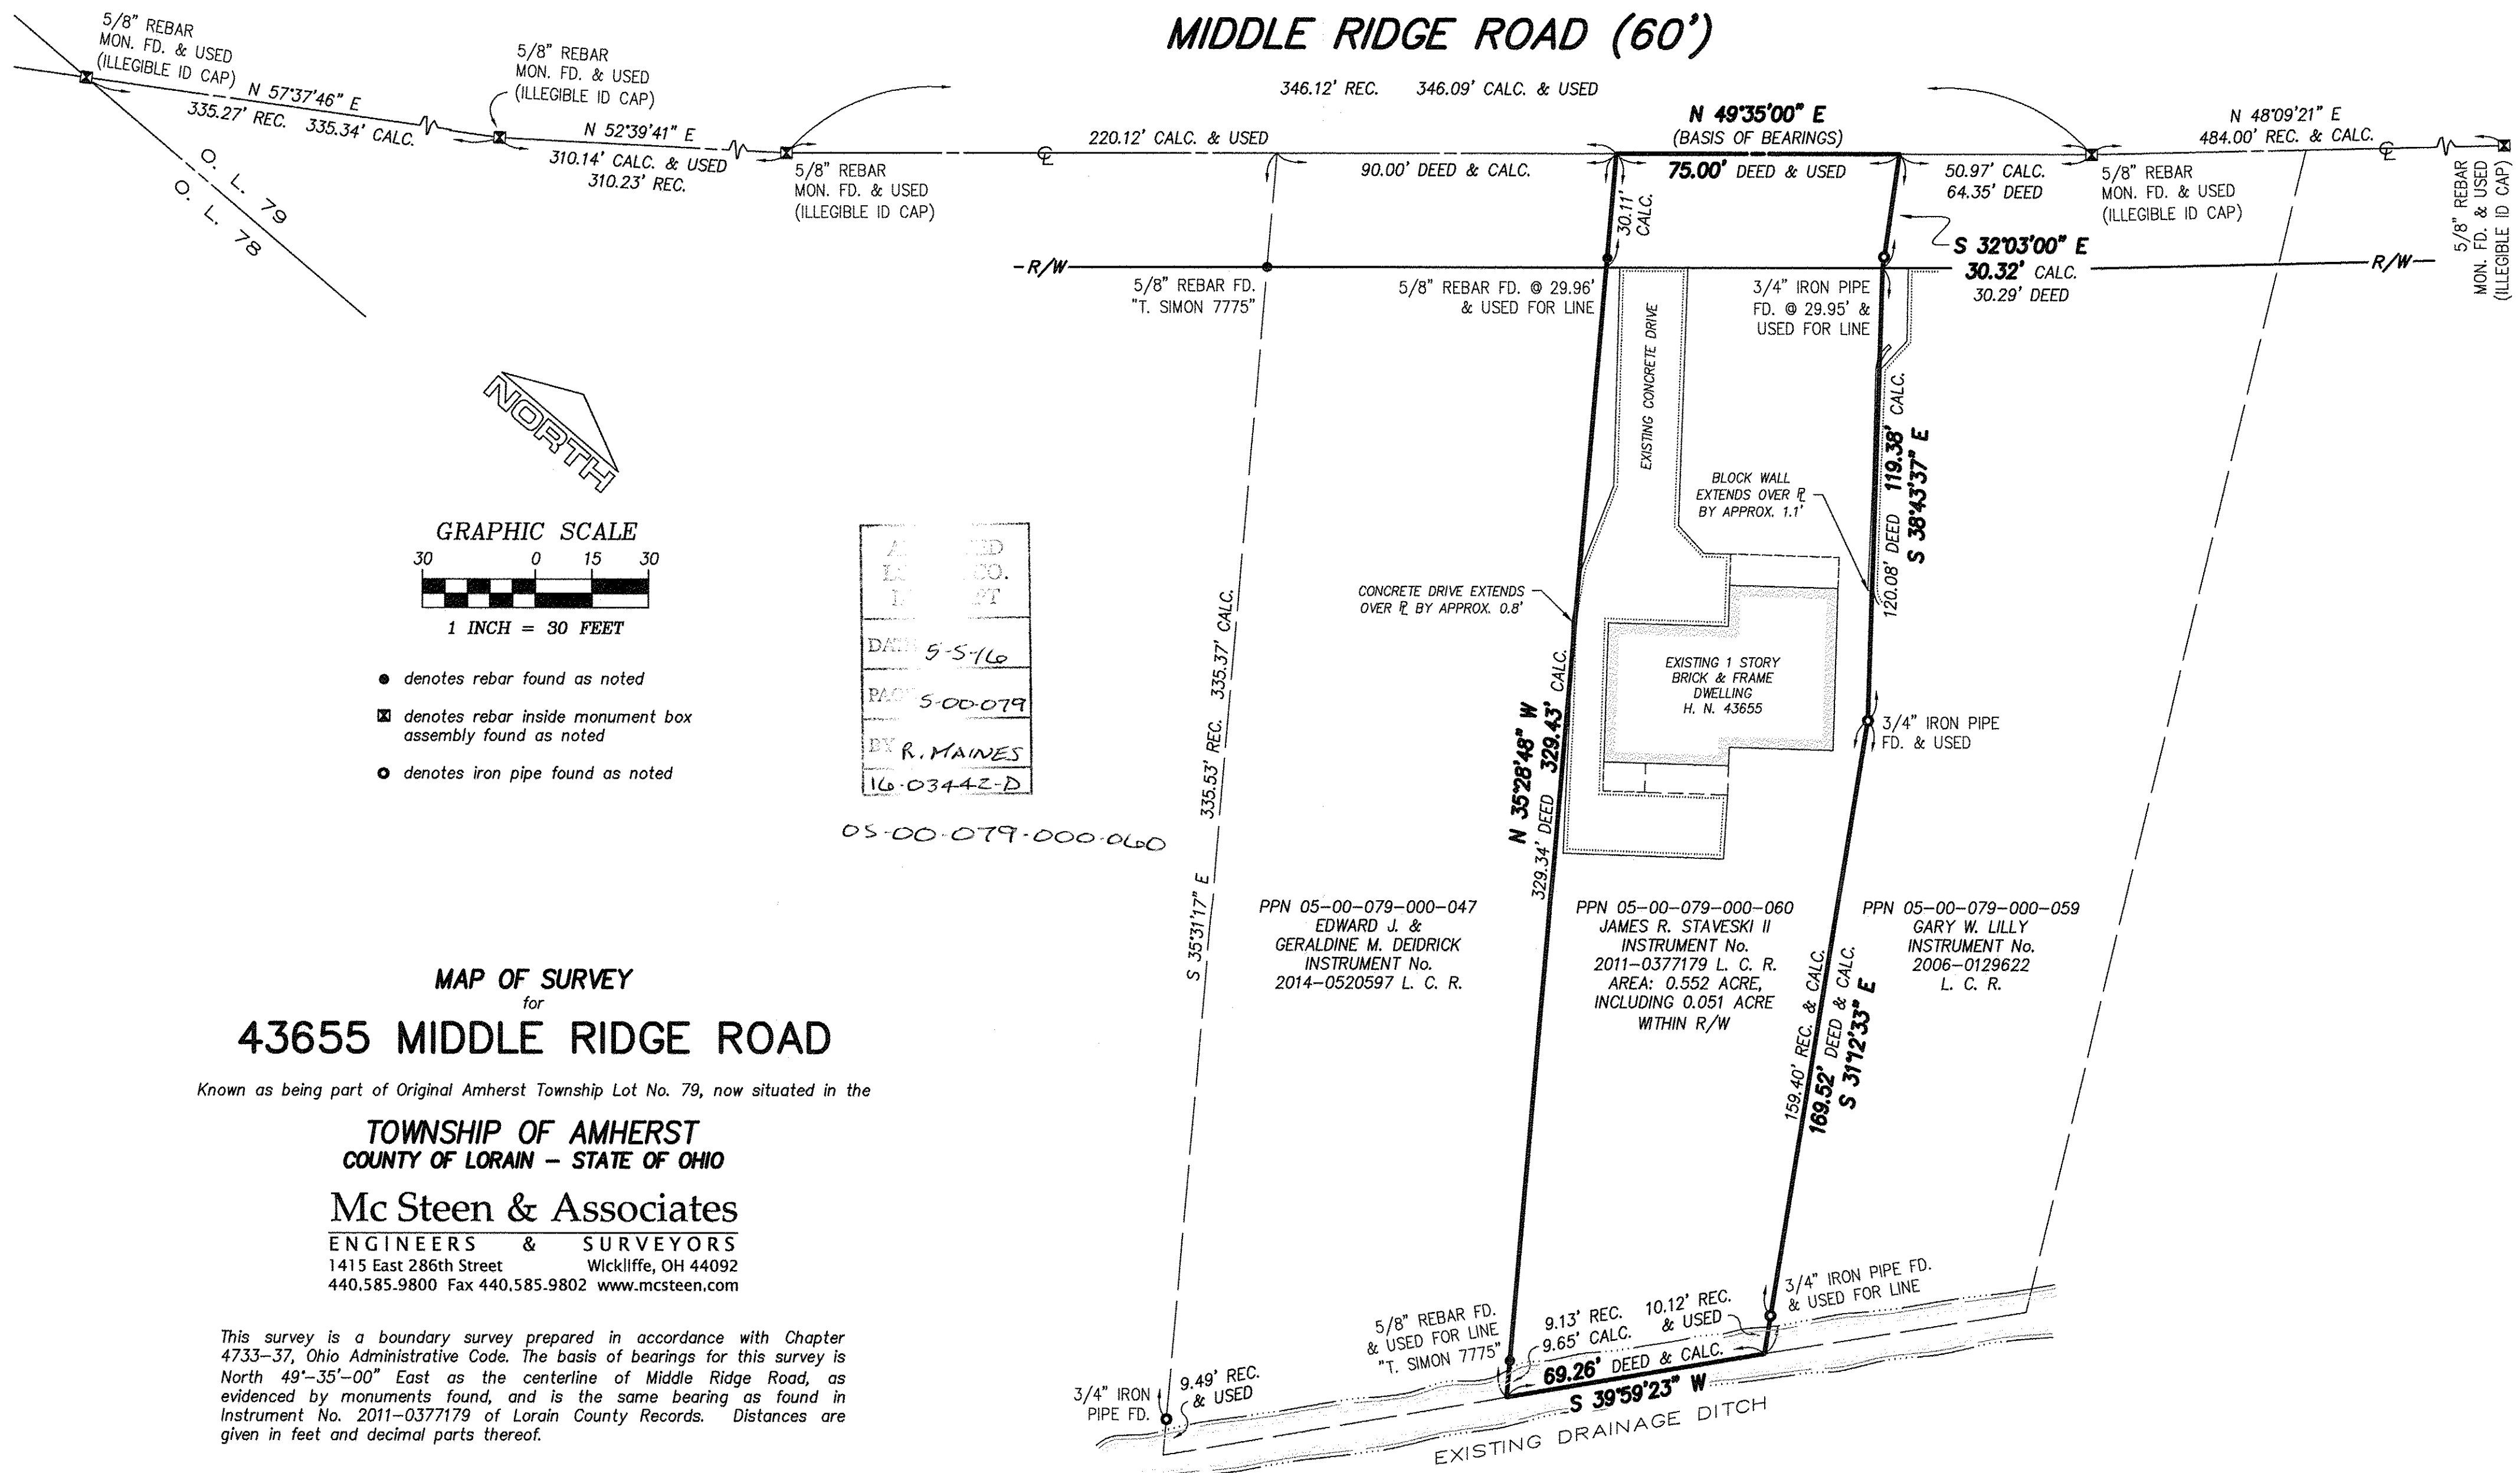 MIDDLE RIDGE ROAD (60')
5/8" REBAR
MON. FD. & USED
(ILLEGIBLE ID CAP)
N 57°37'46" E
335.27' REC. 335.34' CALC.
5/8" REBAR
MON. FD. & USED
(ILLEGIBLE ID CAP)
N 52°39'41" E
310.14' CALC. & USED
310.23' REC.
O. L. 79
O. L. 78
5/8" REBAR
MON. FD. & USED
(ILLEGIBLE ID CAP)
346.12' REC. 346.09' CALC. & USED
220.12' CALC. & USED
90.00' DEED & CALC.
N 49°35'00" E
(BASIS OF BEARINGS)
75.00' DEED & USED
50.97' CALC.
64.35' DEED
5/8" REBAR
MON. FD. & USED
(ILLEGIBLE ID CAP)
N 48°09'21" E
484.00' REC. & CALC.
5/8" REBAR
MON. FD. & USED
(ILLEGIBLE ID CAP)
30.11'
CALC.
S 32°03'00" E
30.32' CALC.
30.29' DEED
R/W
R/W
5/8" REBAR FD.
"T. SIMON 7775"
5/8" REBAR FD. @ 29.96'
& USED FOR LINE
3/4" IRON PIPE
FD. @ 29.95' &
USED FOR LINE
EXISTING CONCRETE DRIVE
BLOCK WALL
EXTENDS OVER PL
BY APPROX. 1.1'
120.08' DEED 119.38' CALC.
S 38°43'37" E
CONCRETE DRIVE EXTENDS
OVER PL BY APPROX. 0.8'
EXISTING 1 STORY
BRICK & FRAME
DWELLING
H. N. 43655
3/4" IRON PIPE
FD. & USED
N 35°28'48" W
329.34' DEED 329.43' CALC.
S 35°31'17" E 335.53' REC. 335.37' CALC.
NORTH
GRAPHIC SCALE
30 0 15 30
1 INCH = 30 FEET
denotes rebar found as noted
denotes rebar inside monument box
assembly found as noted
denotes iron pipe found as noted
DATE 5-5-16
PAGE 5-00-079
BY R. MAINES
16-03442-D
05-00-079-000-060
PPN 05-00-079-000-047
EDWARD J. &
GERALDINE M. DEIDRICK
INSTRUMENT No.
2014-0520597 L. C. R.
PPN 05-00-079-000-060
JAMES R. STAVESKI II
INSTRUMENT No.
2011-0377179 L. C. R.
AREA: 0.552 ACRE,
INCLUDING 0.051 ACRE
WITHIN R/W
PPN 05-00-079-000-059
GARY W. LILLY
INSTRUMENT No.
2006-0129622
L. C. R.
159.40' REC. & CALC.
169.52' DEED & CALC.
S 31°12'33" E
MAP OF SURVEY
for
43655 MIDDLE RIDGE ROAD
Known as being part of Original Amherst Township Lot No. 79, now situated in the
TOWNSHIP OF AMHERST
COUNTY OF LORAIN – STATE OF OHIO
Mc Steen & Associates
ENGINEERS & SURVEYORS
1415 East 286th Street Wickliffe, OH 44092
440.585.9800 Fax 440.585.9802 www.mcsteen.com
This survey is a boundary survey prepared in accordance with Chapter
4733–37, Ohio Administrative Code. The basis of bearings for this survey is
North 49°–35'–00" East as the centerline of Middle Ridge Road, as
evidenced by monuments found, and is the same bearing as found in
Instrument No. 2011–0377179 of Lorain County Records. Distances are
given in feet and decimal parts thereof.
3/4" IRON
PIPE FD.
9.49' REC.
& USED
5/8" REBAR FD.
& USED FOR LINE
"T. SIMON 7775"
9.13' REC.
9.65' CALC.
10.12' REC.
& USED
3/4" IRON PIPE FD.
& USED FOR LINE
69.26' DEED & CALC.
S 39°59'23" W
EXISTING DRAINAGE DITCH